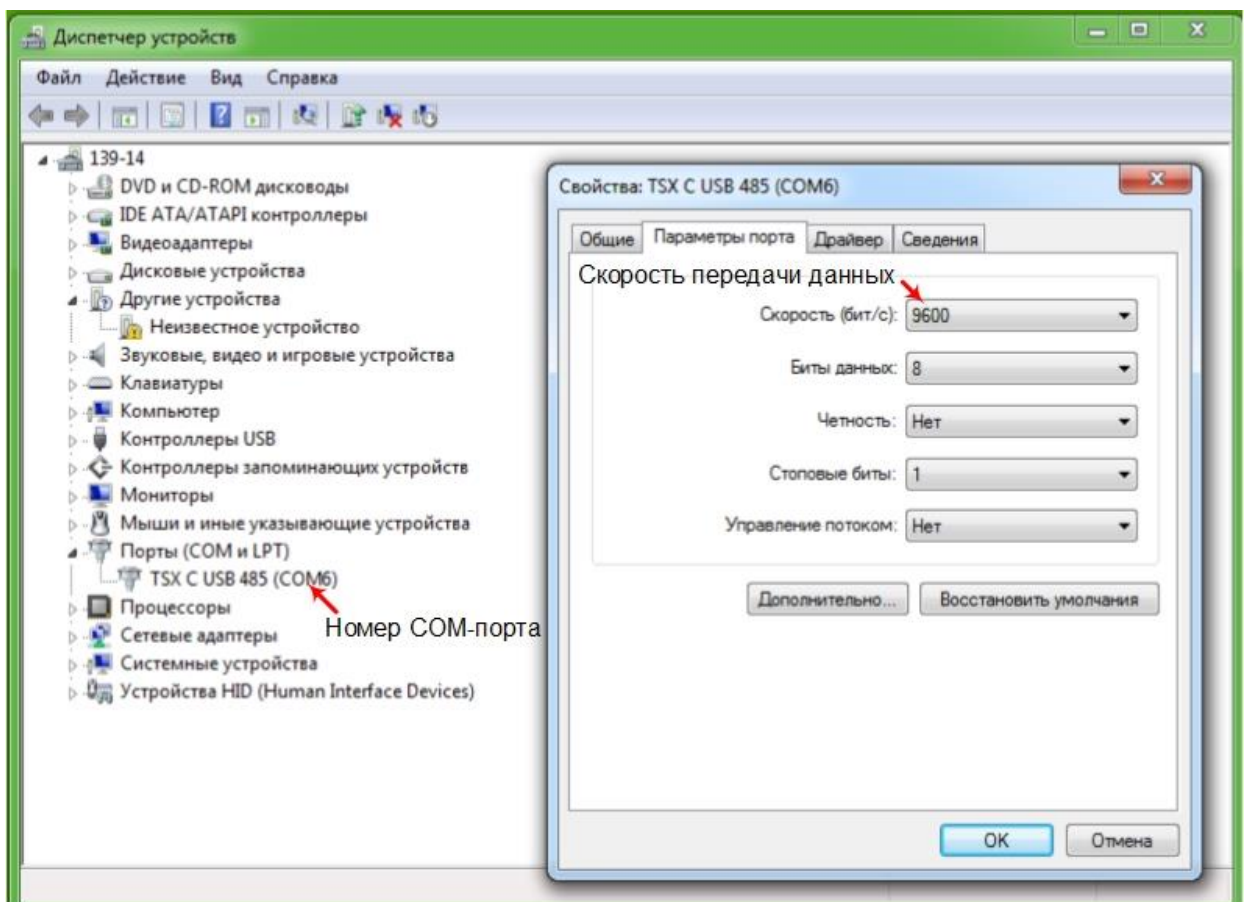 Диспетчер устройств
Файл Действие Вид Справка
139-14
DVD и CD-ROM дисководы
IDE ATA/ATAPI контроллеры
Видеоадаптеры
Дисковые устройства
Другие устройства
Неизвестное устройство
Звуковые, видео и игровые устройства
Клавиатуры
Компьютер
Контроллеры USB
Контроллеры запоминающих устройств
Мониторы
Мыши и иные указывающие устройства
Порты (COM и LPT)
TSX C USB 485 (COM6)
Процессоры
Номер COM-порта
Сетевые адаптеры
Системные устройства
Устройства HID (Human Interface Devices)
Свойства: TSX C USB 485 (COM6)
Общие Параметры порта Драйвер Сведения
Скорость передачи данных
Скорость (бит/с): 9600
Биты данных: 8
Четность: Нет
Стоповые биты: 1
Управление потоком: Нет
Дополнительно... Восстановить умолчания
OK Отмена